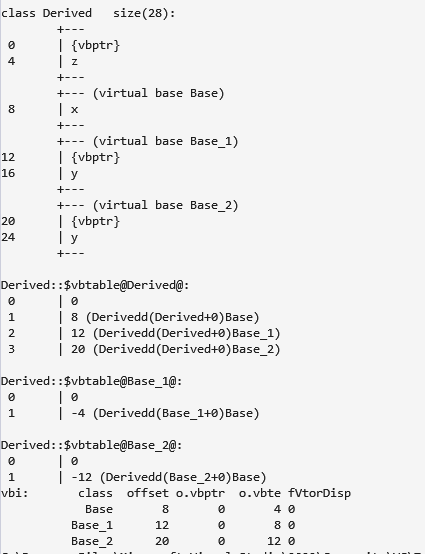 class Derived	size(28):
	+---
 0	| {vbptr}
 4	| z
	+---
	+--- (virtual base Base)
 8	| x
	+---
	+--- (virtual base Base_1)
12	| {vbptr}
16	| y
	+---
	+--- (virtual base Base_2)
20	| {vbptr}
24	| y
	+---
Derived::$vbtable@Derived@:
 0	| 0
 1	| 8 (Derivedd(Derived+0)Base)
 2	| 12 (Derivedd(Derived+0)Base_1)
 3	| 20 (Derivedd(Derived+0)Base_2)
Derived::$vbtable@Base_1@:
 0	| 0
 1	| -4 (Derivedd(Base_1+0)Base)
Derived::$vbtable@Base_2@:
 0	| 0
 1	| -12 (Derivedd(Base_2+0)Base)
vbi:	   class  offset o.vbptr  o.vbte fVtorDisp
	    Base       8       0       4 0
	  Base_1      12       0       8 0
	  Base_2      20       0      12 0